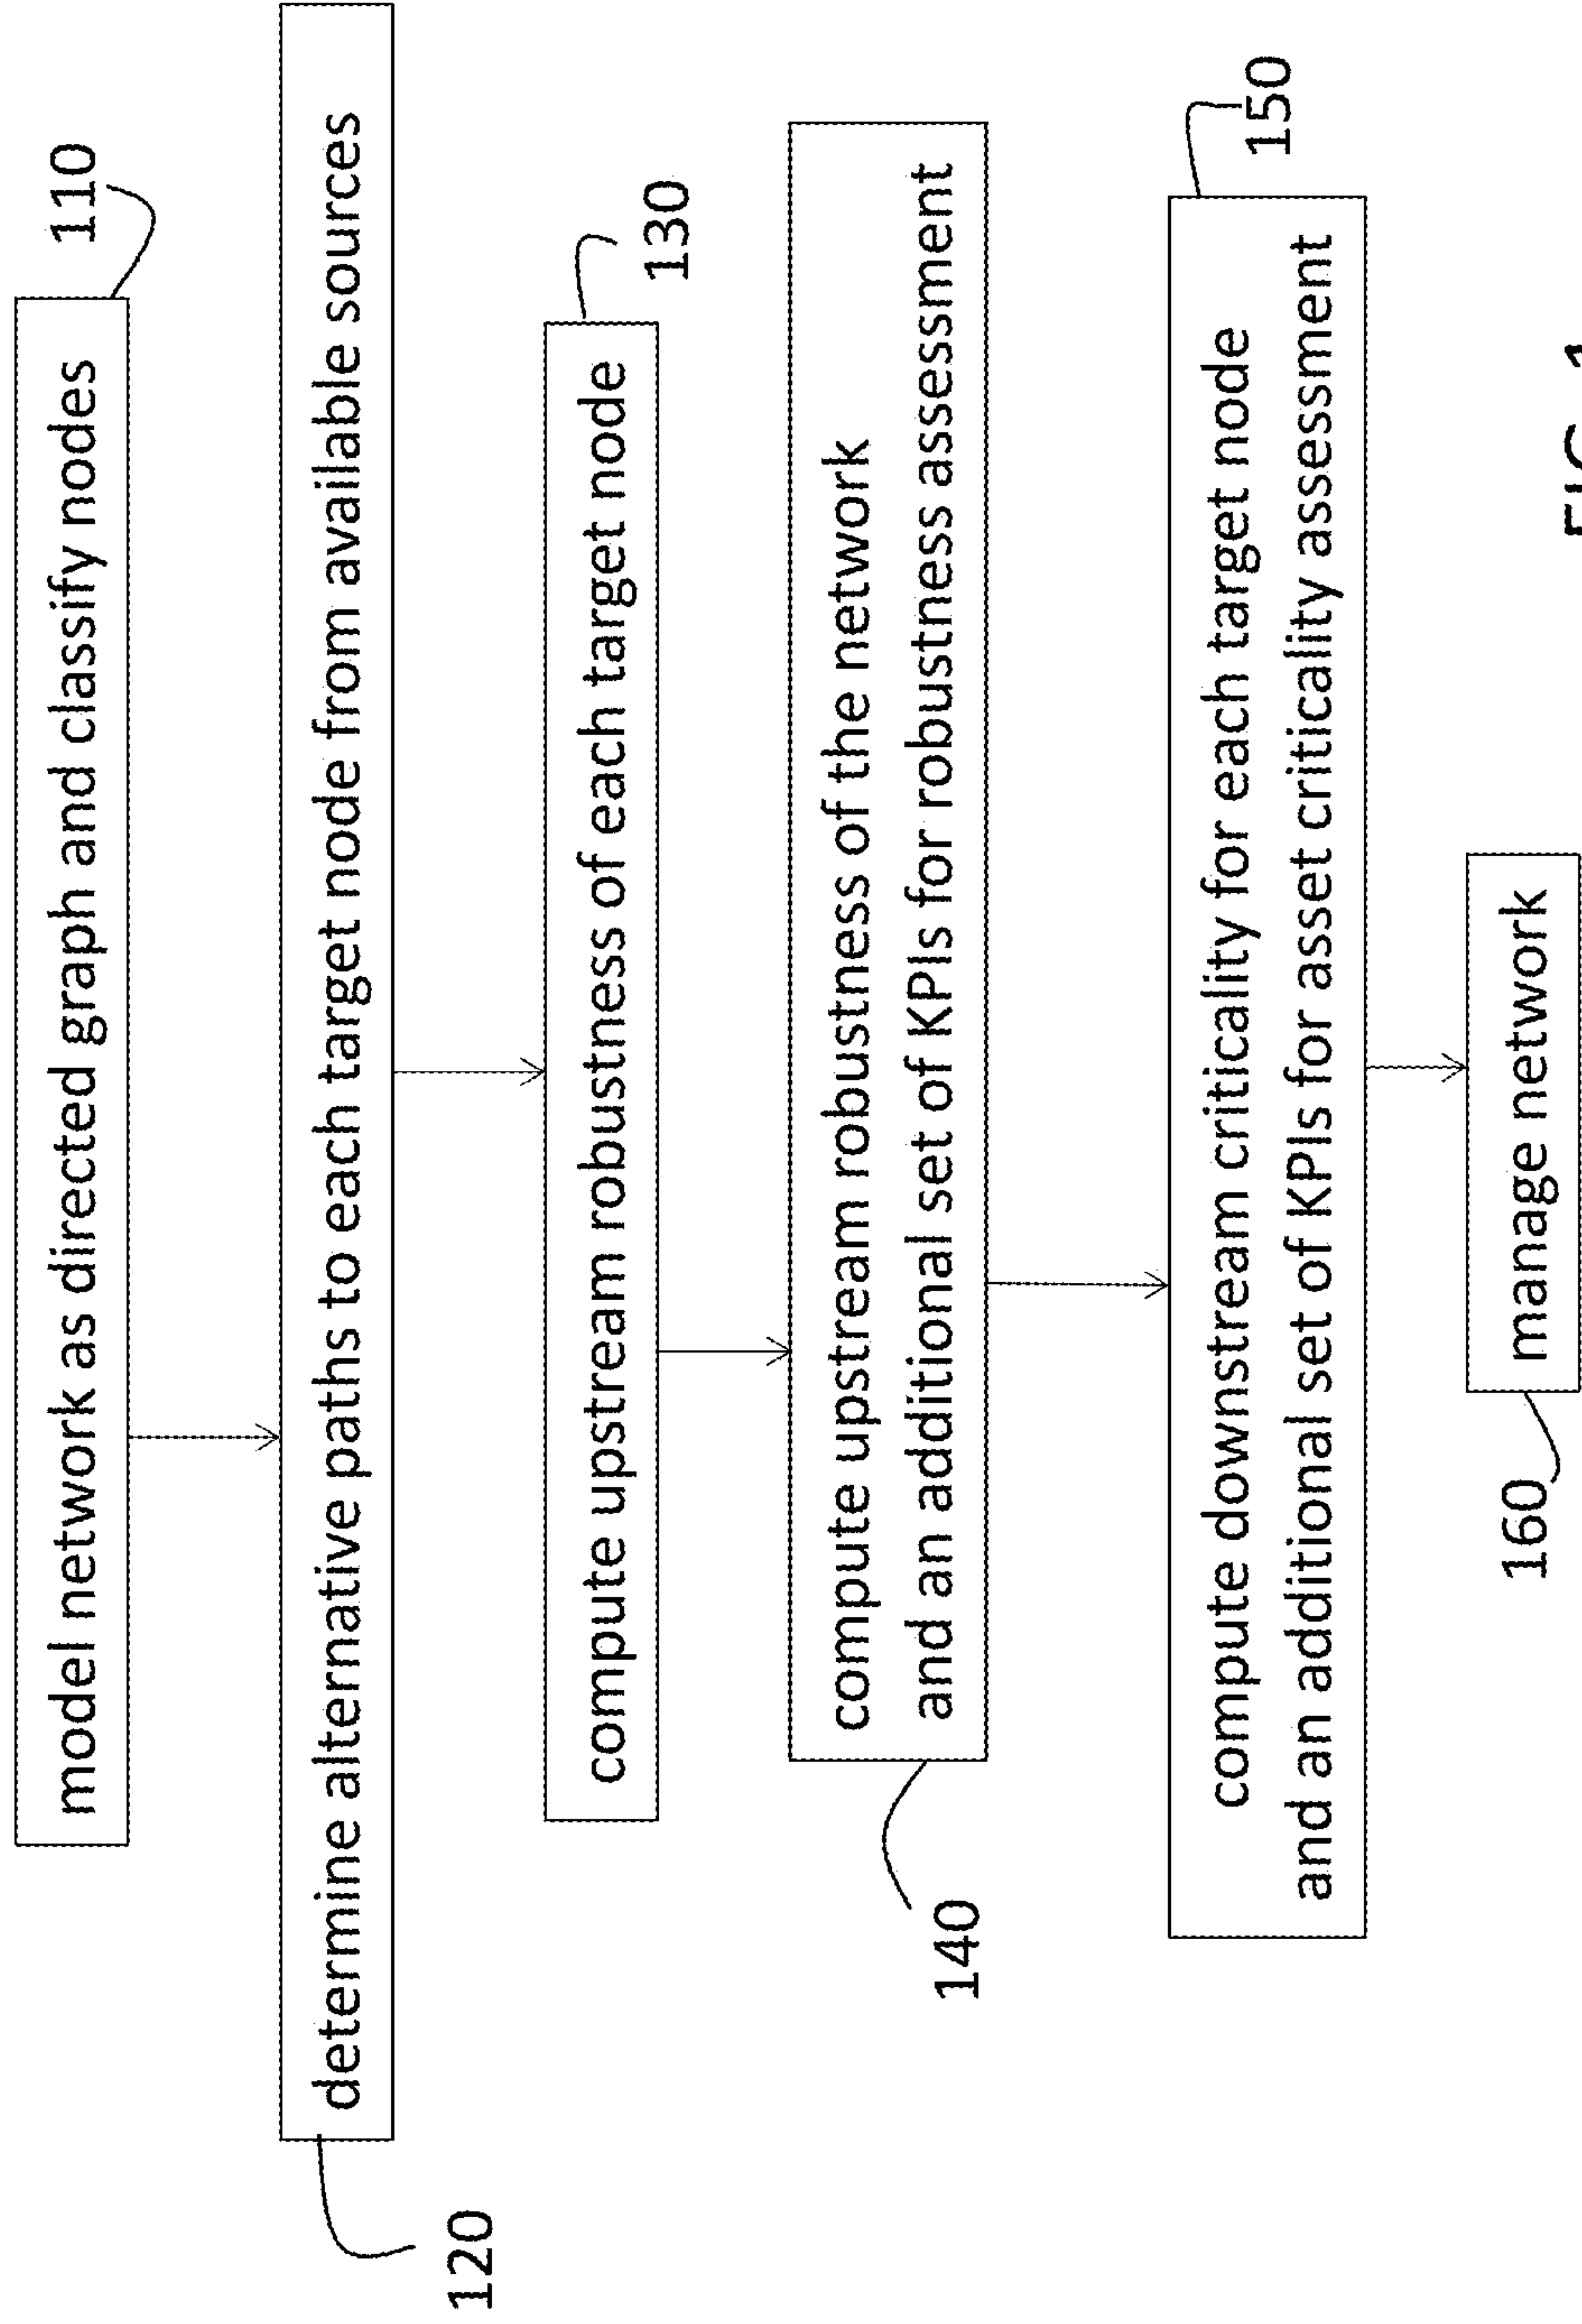 model network as directed graph and classify nodes
110
determine alternative paths to each target node from available sources
120
compute upstream robustness of each target node
130
compute upstream robustness of the network
and an additional set of KPIs for robustness assessment
140
compute downstream criticality for each target node
and an additional set of KPIs for asset criticality assessment
150
manage network
160